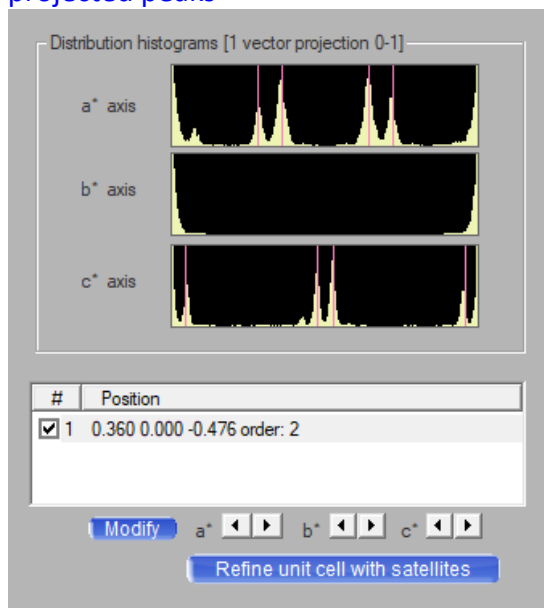 projected peaks
Distribution histograms [1 vector projection 0-1]
a* axis
b* axis
c* axis
# Position
1 0.360 0.000 -0.476 order: 2
Modify a* b* c*
Refine unit cell with satellites